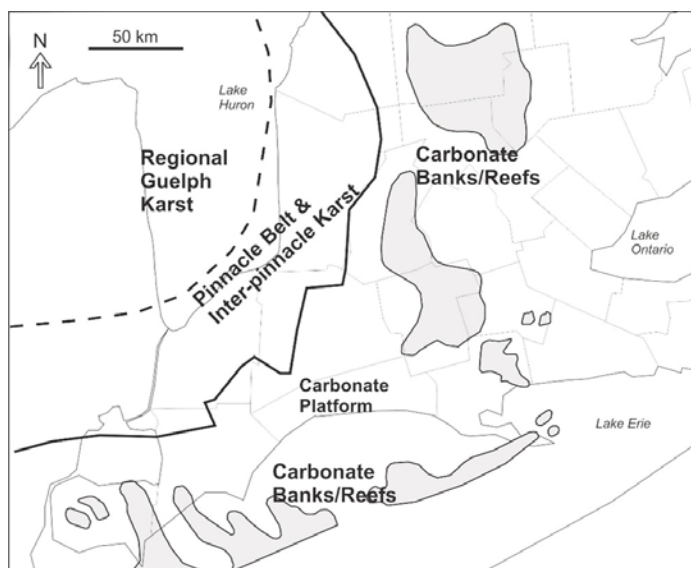 N
50 km
Lake
Huron
Regional
Guelph
Karst
Carbonate
Banks/Reefs
Pinnacle Belt &
Inter-pinnacle Karst
Lake
Ontario
Carbonate
Platform
Lake Erie
Carbonate
Banks/Reefs